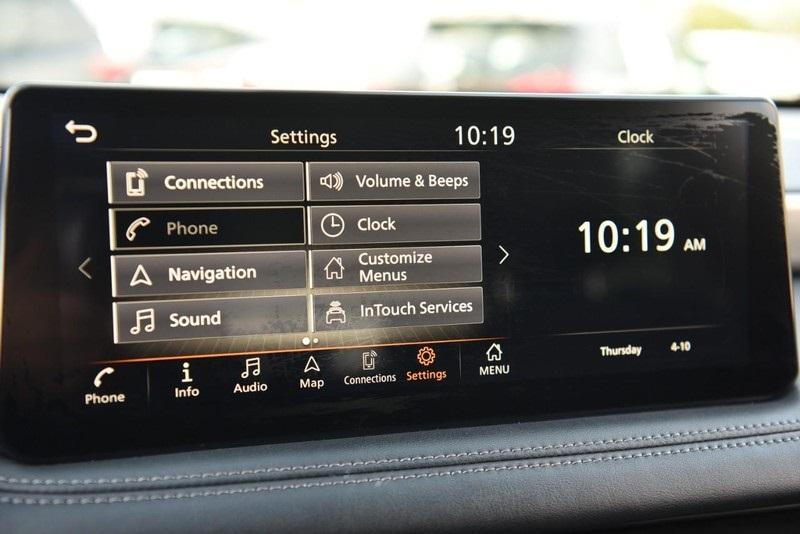 Settings
10:19
Clock
Connections
Volume & Beeps
Phone
Clock
Navigation
Customize
Menus
Sound
InTouch Services
10:19 AM
Thursday 4-10
Phone
Info
Audio
Map
Connections
Settings
MENU